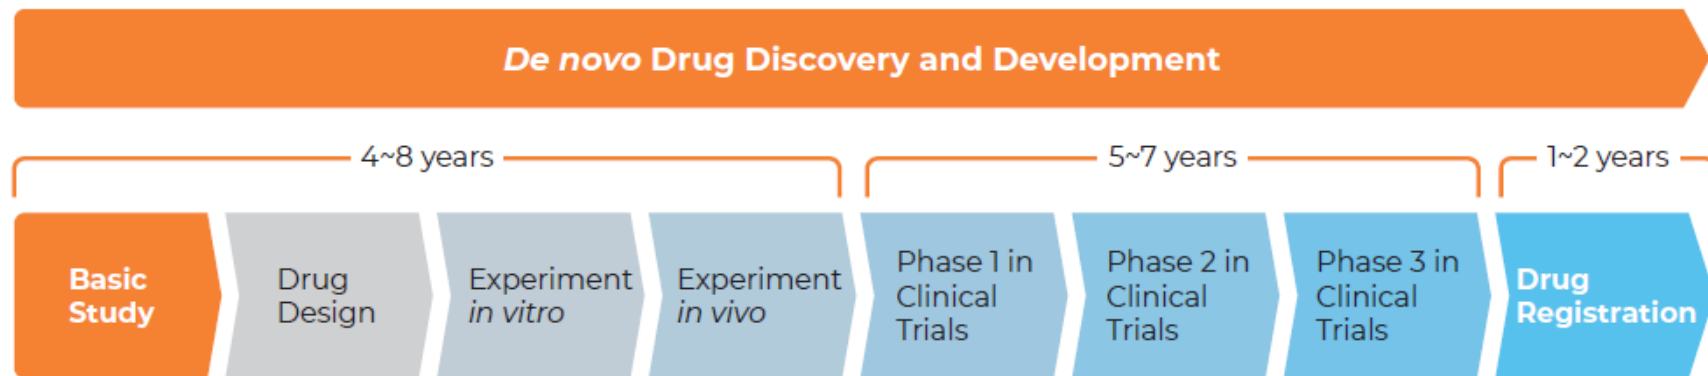 De novo Drug Discovery and Development
4~8 years
5~7 years
1~2 years
Basic
Study
Drug
Design
Experiment
in vitro
Experiment
in vivo
Phase 1 in
Clinical
Trials
Phase 2 in
Clinical
Trials
Phase 3 in
Clinical
Trials
Drug
Registration